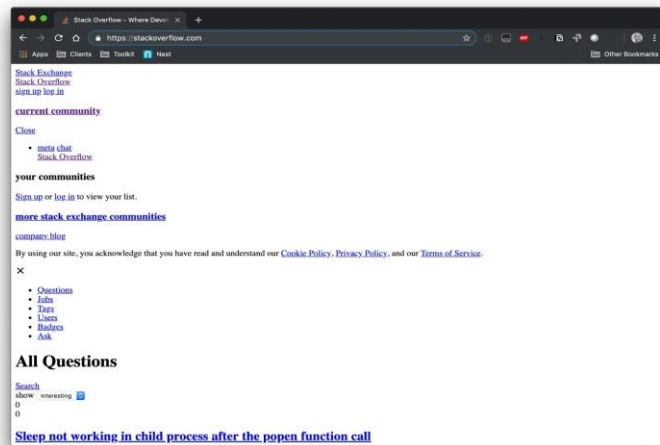 Stack Overflow - Where Devel
https://stackoverflow.com
Apps Clients Toolkit Nest Other Bookmarks
Stack Exchange
Stack Overflow
sign up log in
current community
Close
meta chat
Stack Overflow
your communities
Sign up or log in to view your list.
more stack exchange communities
company blog
By using our site, you acknowledge that you have read and understand our Cookie Policy, Privacy Policy, and our Terms of Service.
Questions
Jobs
Tags
Users
Badges
Ask
All Questions
Search
show interesting
0
0
Sleep not working in child process after the popen function call